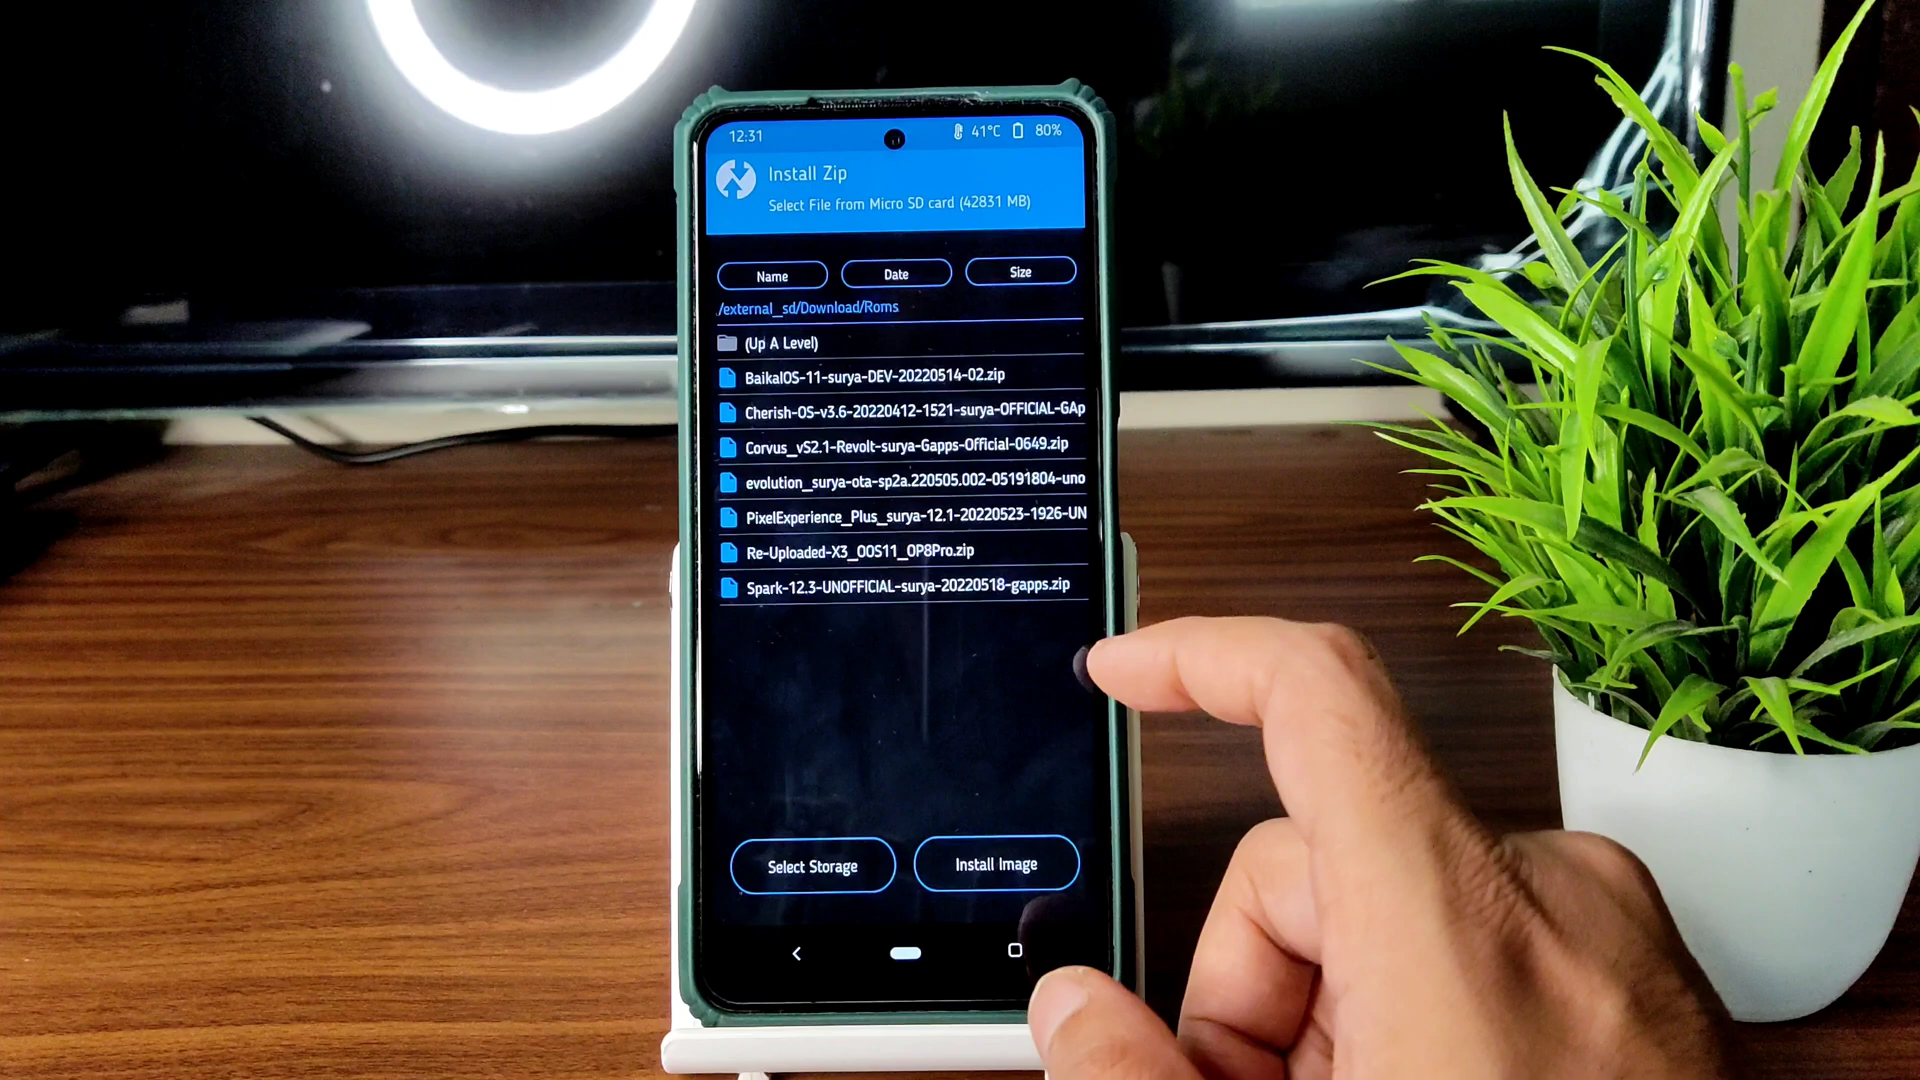 12:31 41°C 80%
Install Zip
Select File from Micro SD card (42831 MB)
Name Date Size
/external_sd/Download/Roms
(Up A Level)
BaikalOS-11-surya-DEV-20220514-02.zip
Cherish-OS-v3.6-20220412-1521-surya-OFFICIAL-GAp
Corvus_vS2.1-Revolt-surya-Gapps-Official-0649.zip
evolution_surya-ota-sp2a.220505.002-05191804-uno
PixelExperience_Plus_surya-12.1-20220523-1926-UN
Re-Uploaded-X3_OOS11_OP8Pro.zip
Spark-12.3-UNOFFICIAL-surya-20220518-gapps.zip
Select Storage Install Image